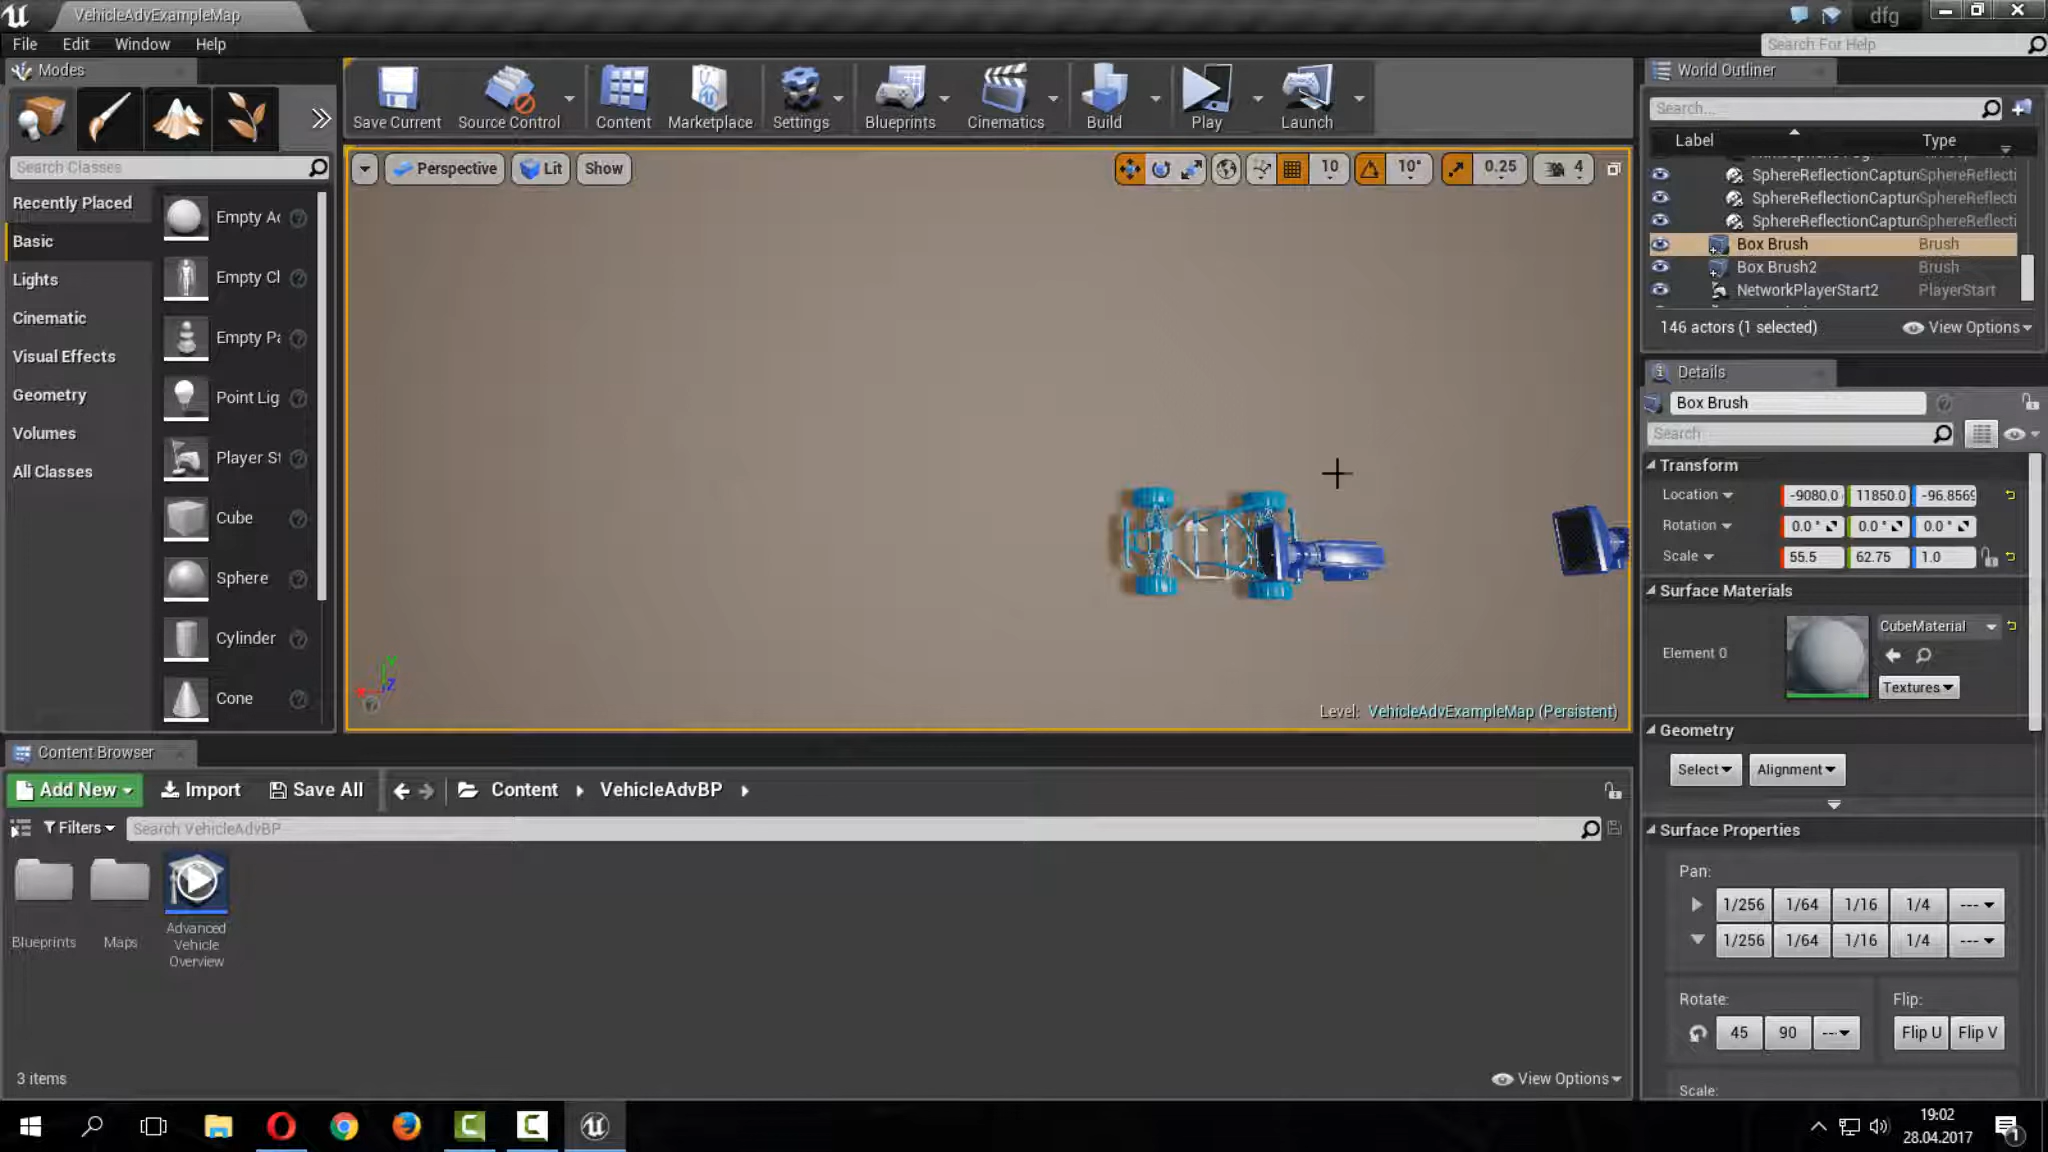 VehicleAdvExampleMap
dfg
File Edit Window Help
Search For Help
Modes
Save Current
Source Control
Content
Marketplace
Settings
Blueprints
Cinematics
Build
Play
Launch
Search Classes
Recently Placed
Basic
Lights
Cinematic
Visual Effects
Geometry
Volumes
All Classes
Empty Ac
Empty Cl
Empty Pa
Point Lig
Player St
Cube
Sphere
Cylinder
Cone
Perspective
Lit
Show
10
10°
0.25
4
Level: VehicleAdvExampleMap (Persistent)
World Outliner
Search...
Label Type
SphereReflectionCaptur SphereReflecti
SphereReflectionCaptur SphereReflecti
SphereReflectionCaptur SphereReflecti
Box Brush Brush
Box Brush2 Brush
NetworkPlayerStart2 PlayerStart
146 actors (1 selected)
View Options
Details
Box Brush
Search
Transform
Location -9080.0 11850.0 -96.8569
Rotation 0.0° 0.0° 0.0°
Scale 55.5 62.75 1.0
Surface Materials
Element 0
CubeMaterial
Textures
Geometry
Select
Alignment
Surface Properties
Pan:
1/256 1/64 1/16 1/4 ---
1/256 1/64 1/16 1/4 ---
Rotate:
Flip:
45 90 ---
Flip U Flip V
Scale:
Content Browser
Add New
Import
Save All
Content
VehicleAdvBP
Filters
Search VehicleAdvBP
Blueprints
Maps
Advanced
Vehicle
Overview
3 items
View Options
19:02
28.04.2017
1